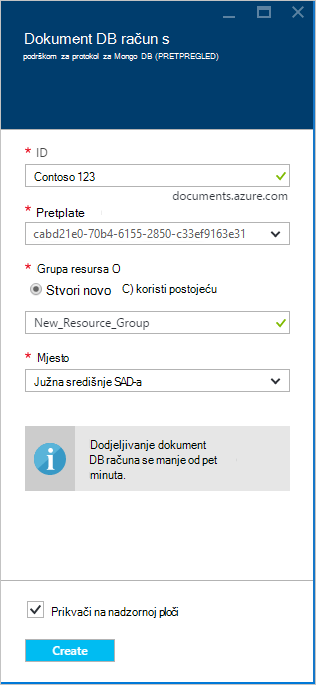 Dokument DB račun s
podrškom za protokol za Mongo DB (PRETPREGLED)
* ID
Contoso 123
documents.azure.com
* Pretplate
cabd21e0-70b4-6155-2850-c33ef9163e31
* Grupa resursa O
Stvori novo C) koristi postojeću
New_Resource_Group
* Mjesto
Južna središnje SAD-a
Dodjeljivanje dokument
DB računa se manje od pet
minuta.
Prikvači na nadzornoj ploči
Create